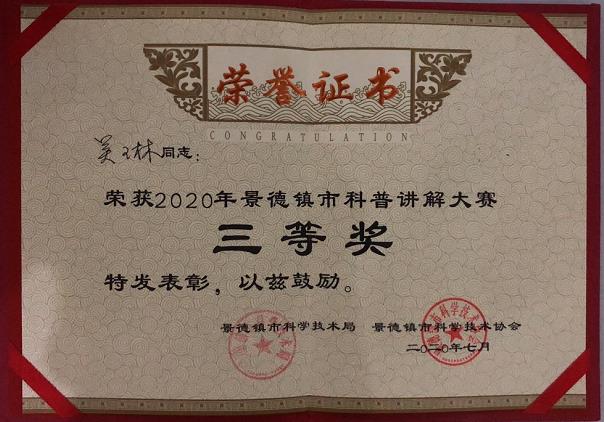 荣誉证书
CONGRATULATION
吴玉林同志：
荣获2020年景德镇市科普讲解大赛
三等奖
特发表彰，以兹鼓励。
景德镇市科学技术局 景德镇市科学技术协会
二〇二〇年七月